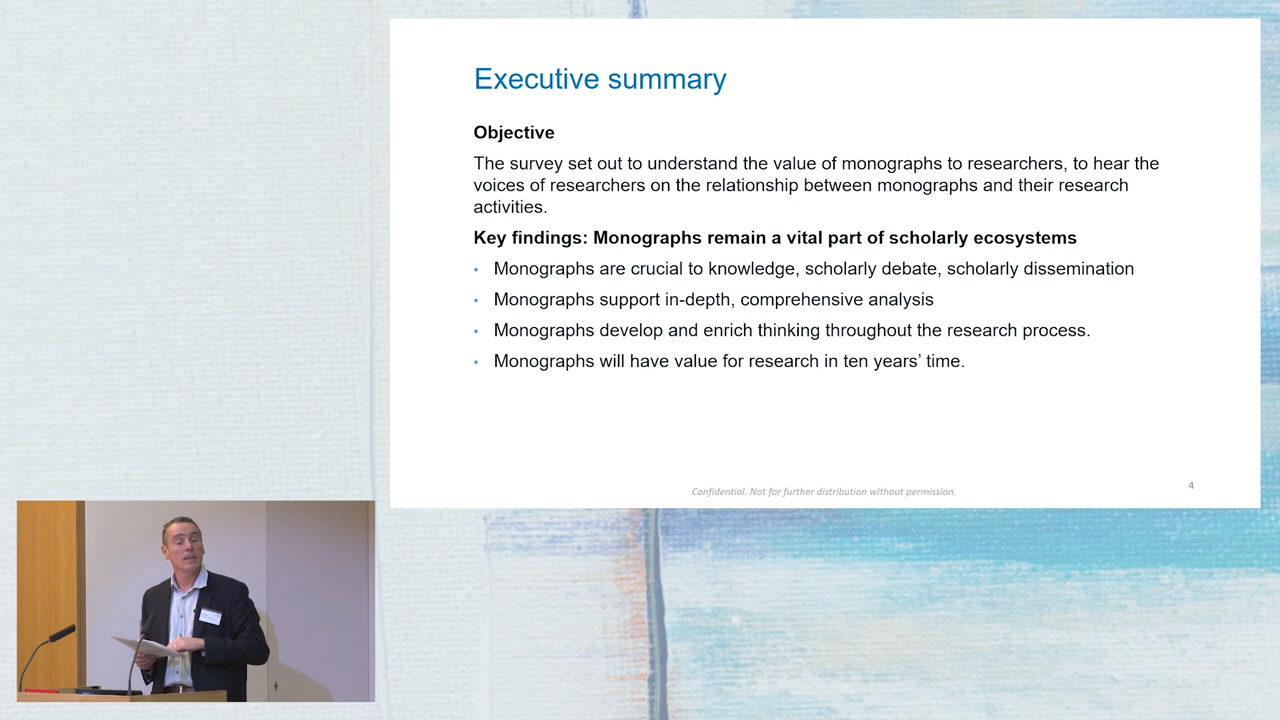 Executive summary
Objective
The survey set out to understand the value of monographs to researchers, to hear the
voices of researchers on the relationship between monographs and their research
activities.
Key findings: Monographs remain a vital part of scholarly ecosystems
• Monographs are crucial to knowledge, scholarly debate, scholarly dissemination
• Monographs support in-depth, comprehensive analysis
• Monographs develop and enrich thinking throughout the research process.
• Monographs will have value for research in ten years’ time.
Confidential. Not for further distribution without permission.
4